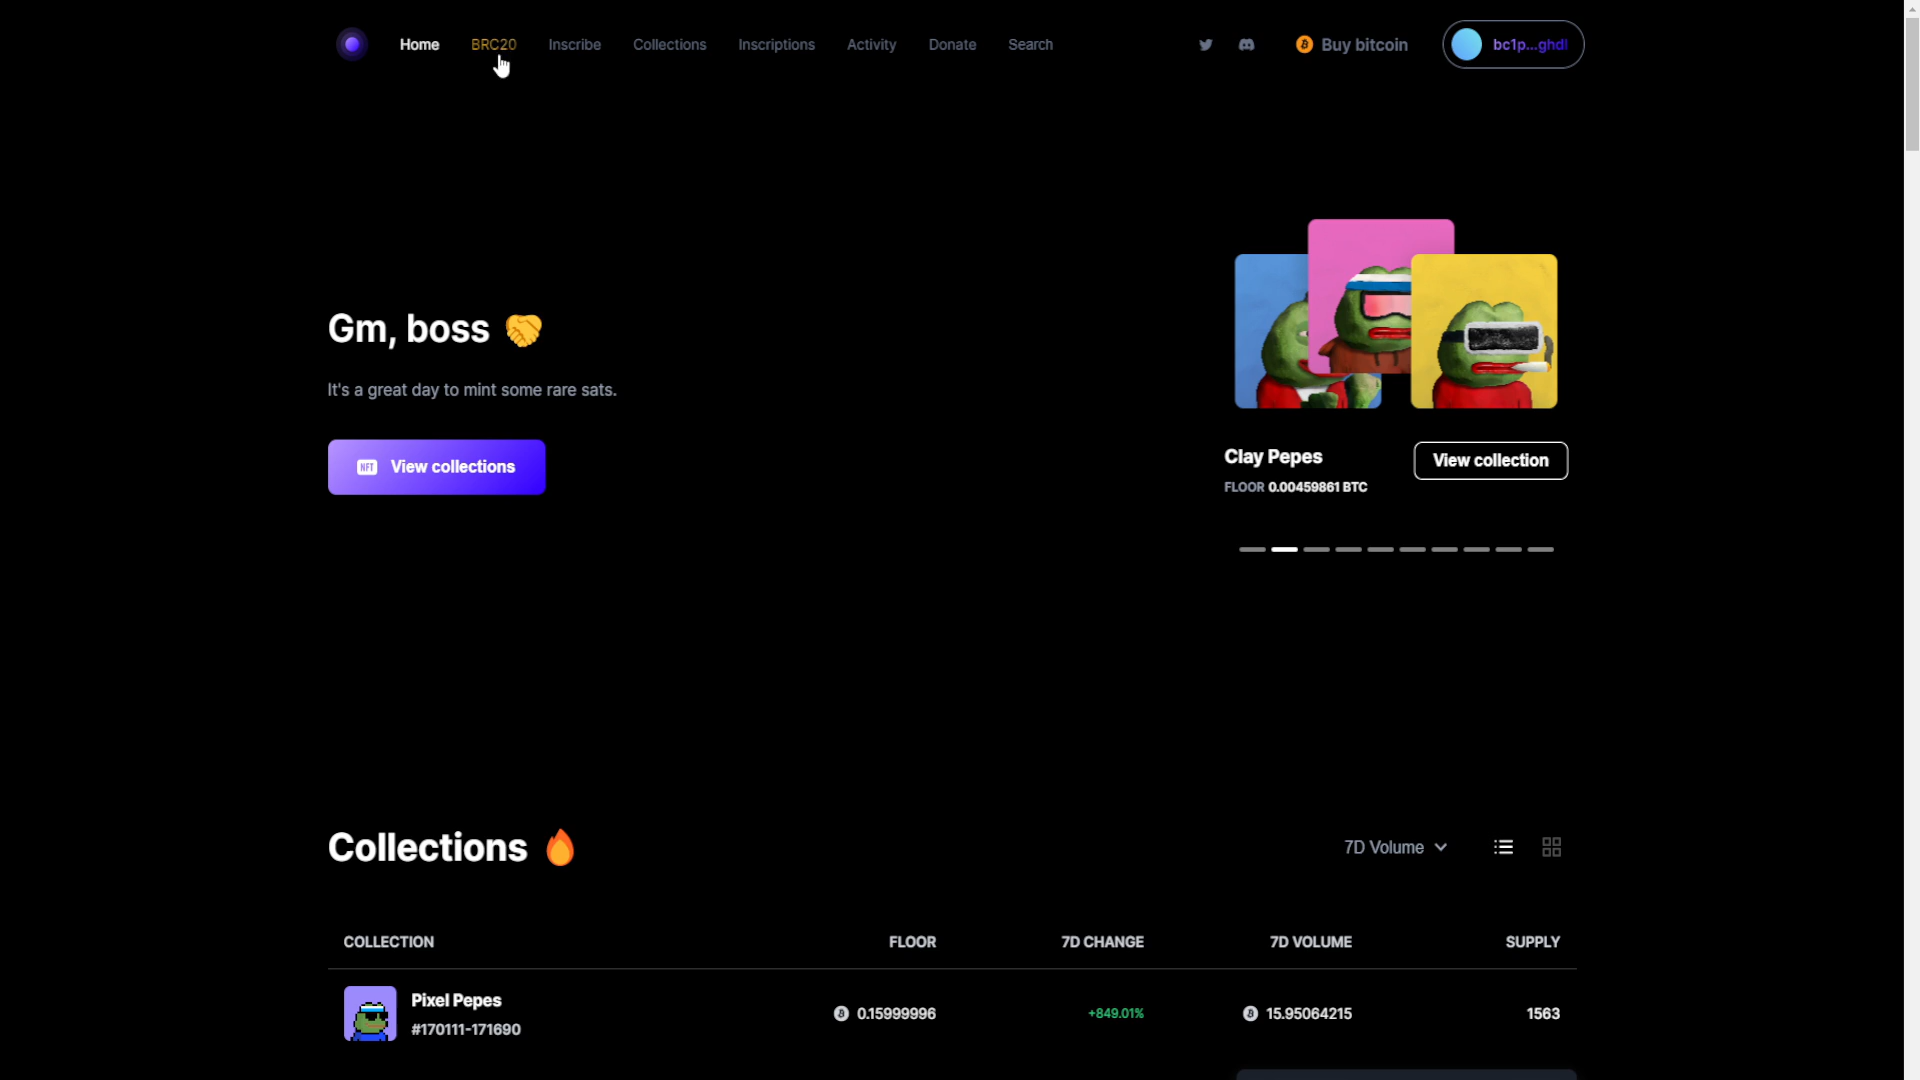 Home BRC20 Inscribe Collections Inscriptions Activity Donate Search Buy bitcoin bc1p...ghdl
Gm, boss
It's a great day to mint some rare sats.
NFT View collections
Clay Pepes
View collection
FLOOR 0.00459861 BTC
Collections
7D Volume
COLLECTION FLOOR 7D CHANGE 7D VOLUME SUPPLY
Pixel Pepes
#170111-171690
0.15999996 +849.01% 15.95064215 1563